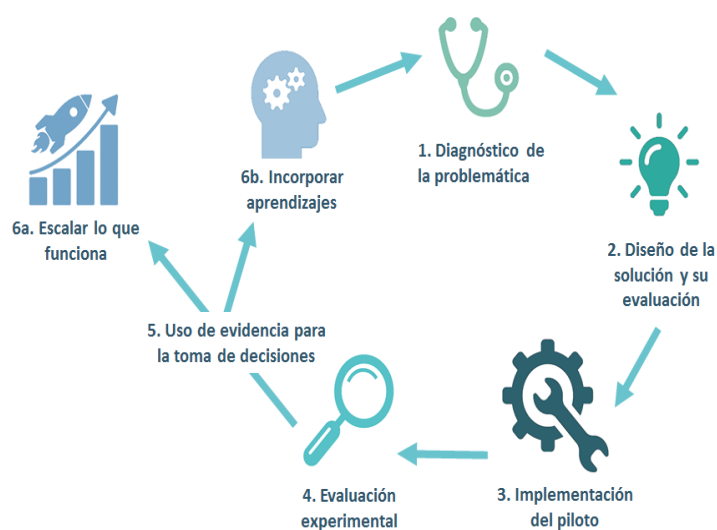 1. Diagnóstico de
la problemática
2. Diseño de la
solución y su
evaluación
3. Implementación
del piloto
4. Evaluación
experimental
5. Uso de evidencia para
la toma de decisiones
6a. Escalar lo que
funciona
6b. Incorporar
aprendizajes